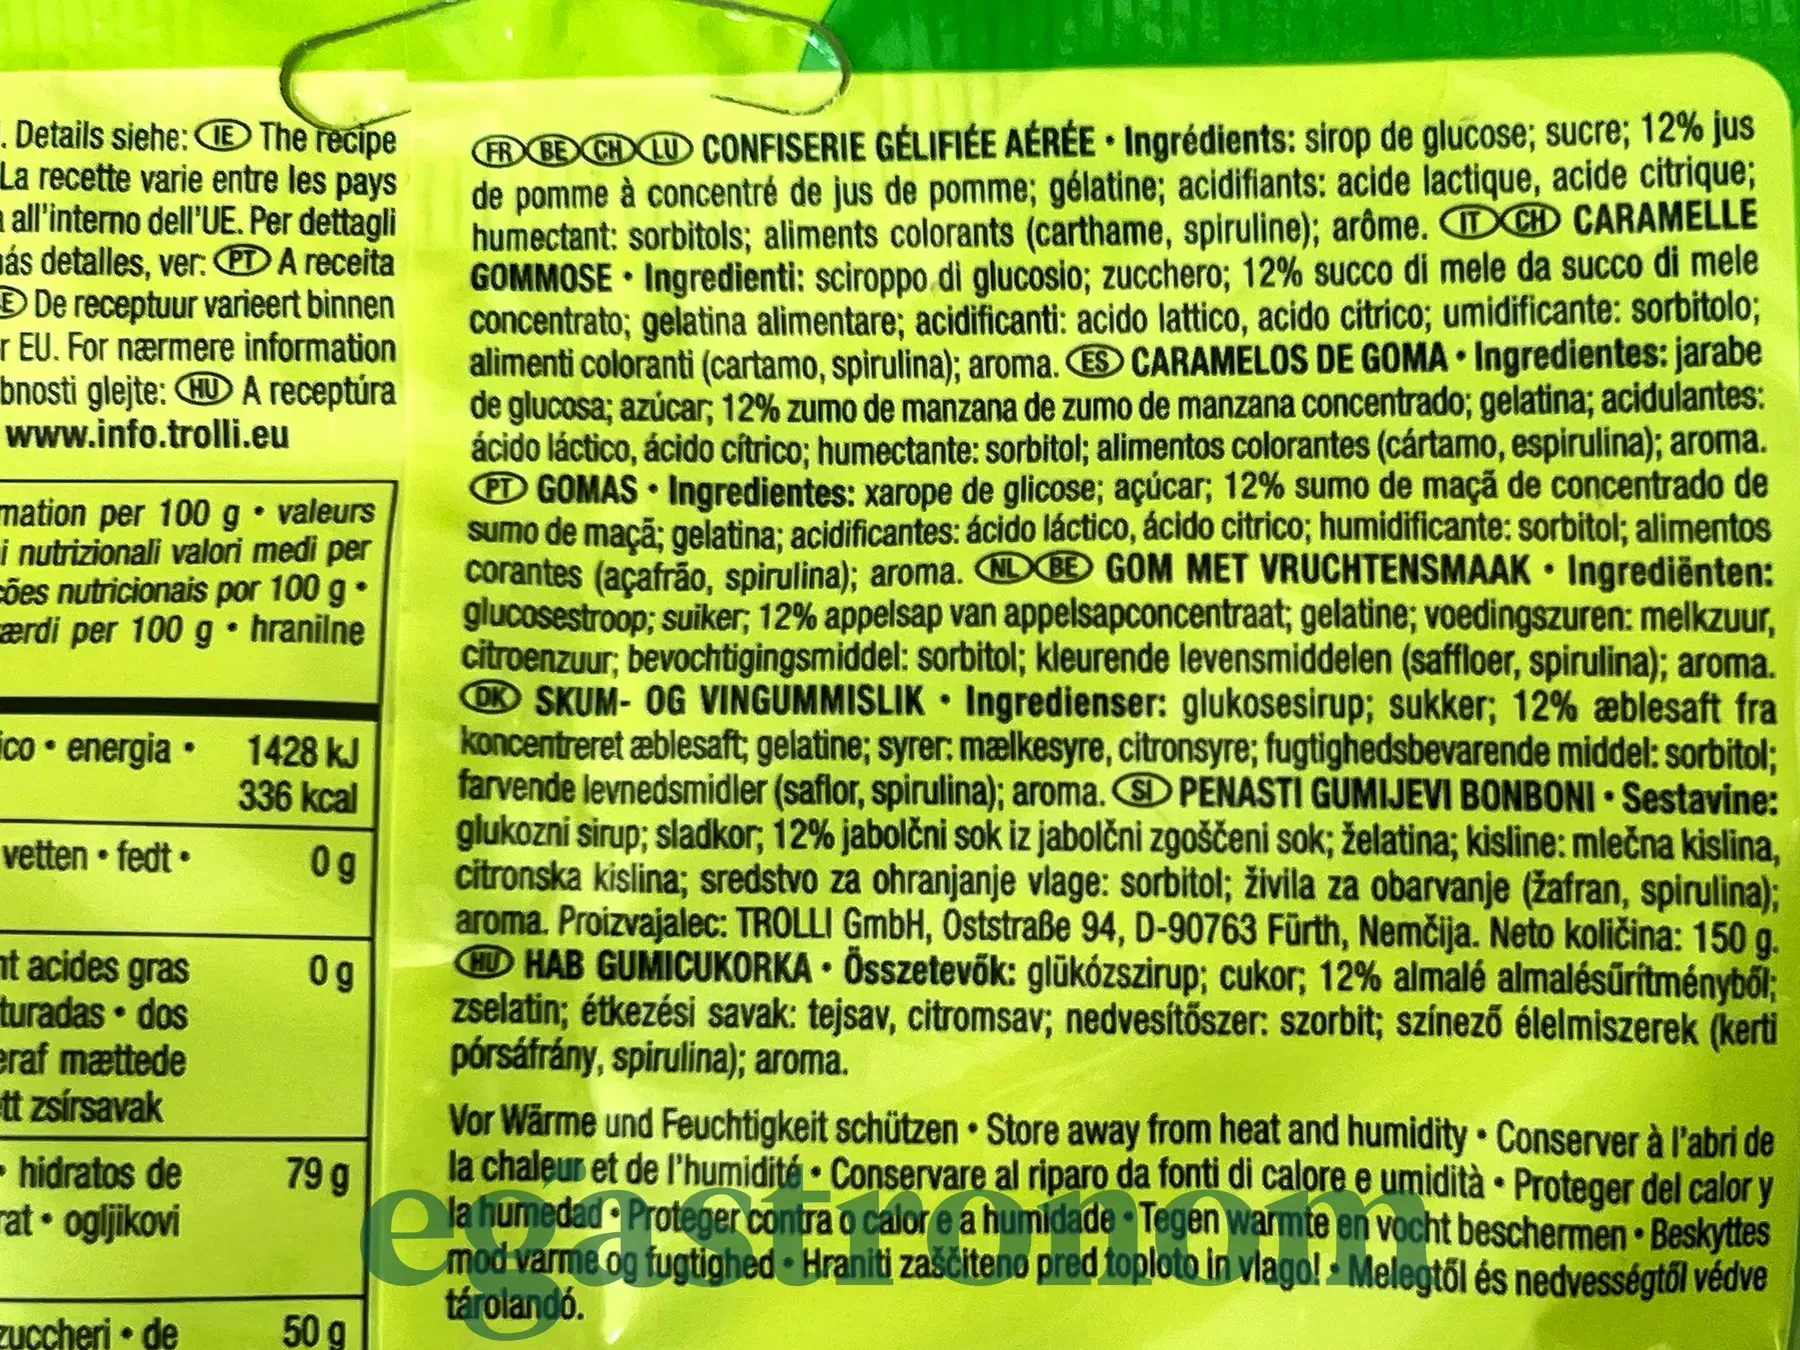 . Details siehe: IE The recipe
La recette varie entre les pays
all'interno dell'UE. Per dettagli
detalles, ver: PT A receita
De receptuur varieert binnen
r EU. For nærmere information
bnosti glejte: HU A receptúra
www.info.trolli.eu
mation per 100 g • valeurs
i nutrizionali valori medi per
ções nutricionais por 100 g •
ærdi per 100 g • hranilne
ico • energia • 1428 kJ
336 kcal
vetten • fedt • 0 g
nt acides gras 0 g
turadas • dos
eraf mættede
ett zsírsavak
• hidratos de 79 g
rat • ogljikovi
zuccheri • de 50 g
FR BE CH LU CONFISERIE GÉLIFIÉE AÉRÉE • Ingrédients: sirop de glucose; sucre; 12% jus
de pomme à concentré de jus de pomme; gélatine; acidifiants: acide lactique, acide citrique;
humectant: sorbitols; aliments colorants (carthame, spiruline); arôme. IT CH CARAMELLE
GOMMOSE • Ingredienti: sciroppo di glucosio; zucchero; 12% succo di mele da succo di mele
concentrato; gelatina alimentare; acidificanti: acido lattico, acido citrico; umidificante: sorbitolo;
alimenti coloranti (cartamo, spirulina); aroma. ES CARAMELOS DE GOMA • Ingredientes: jarabe
de glucosa; azúcar; 12% zumo de manzana de zumo de manzana concentrado; gelatina; acidulantes:
ácido láctico, ácido cítrico; humectante: sorbitol; alimentos colorantes (cártamo, espirulina); aroma.
PT GOMAS • Ingredientes: xarope de glicose; açúcar; 12% sumo de maçã de concentrado de
sumo de maçã; gelatina; acidificantes: ácido láctico, ácido citrico; humidificante: sorbitol; alimentos
corantes (açafrão, spirulina); aroma. NL BE GOM MET VRUCHTENSMAAK • Ingrediënten:
glucosestroop; suiker; 12% appelsap van appelsapconcentraat; gelatine; voedingszuren: melkzuur,
citroenzuur; bevochtigingsmiddel: sorbitol; kleurende levensmiddelen (saffloer, spirulina); aroma.
DK SKUM- OG VINGUMMISLIK • Ingredienser: glukosesirup; sukker; 12% æblesaft fra
koncentreret æblesaft; gelatine; syrer: mælkesyre, citronsyre; fugtighedsbevarende middel: sorbitol;
farvende levnedsmidler (saflor, spirulina); aroma. SI PENASTI GUMIJEVI BONBONI • Sestavine:
glukozni sirup; sladkor; 12% jabolčni sok iz jabolčni zgoščeni sok; želatina; kisline: mlečna kislina,
citronska kislina; sredstvo za ohranjanje vlage: sorbitol; živila za obarvanje (žafran, spirulina);
aroma. Proizvajalec: TROLLI GmbH, Oststraße 94, D-90763 Fürth, Nemčija. Neto količina: 150 g.
HU HAB GUMICUKORKA • Összetevők: glükózszirup; cukor; 12% almalé almalésűrítményből;
zselatin; étkezési savak: tejsav, citromsav; nedvesítőszer: szorbit; színező élelmiszerek (kerti
pórsáfrány, spirulina); aroma.
Vor Wärme und Feuchtigkeit schützen • Store away from heat and humidity • Conserver à l'abri de
la chaleur et de l'humidité • Conservare al riparo da fonti di calore e umidità • Proteger del calor y
la humedad • Proteger contra o calor e a humidade • Tegen warmte en vocht beschermen • Beskyttes
mod varme og fugtighed • Hraniti zaščiteno pred toploto in vlago! • Melegtől és nedvességtől védve
tárolandó.
egastronom